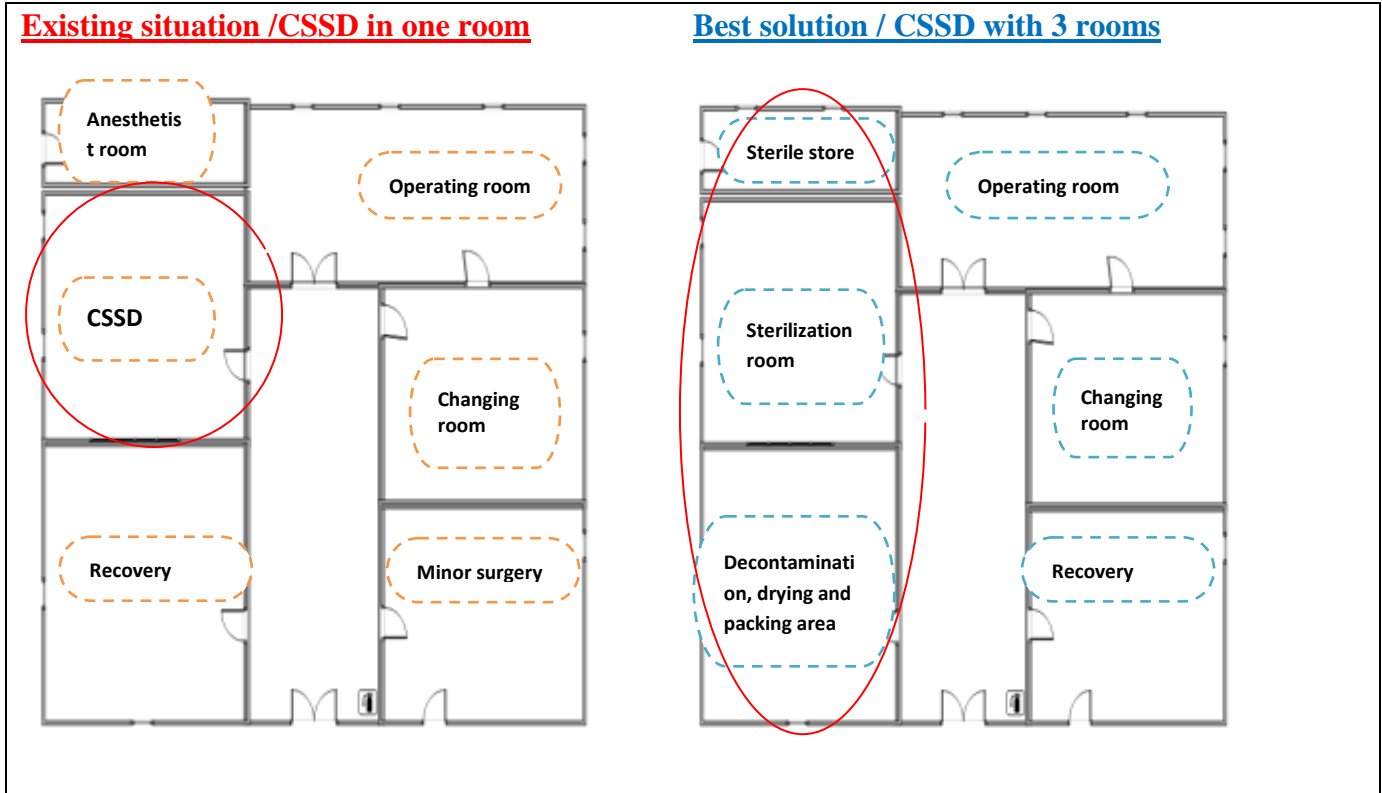 Existing situation /CSSD in one room
Anesthetis
t room
Operating room
CSSD
Changing
room
Recovery
Minor surgery
Best solution / CSSD with 3 rooms
Sterile store
Operating room
Sterilization
room
Changing
room
Decontaminati
on, drying and
packing area
Recovery